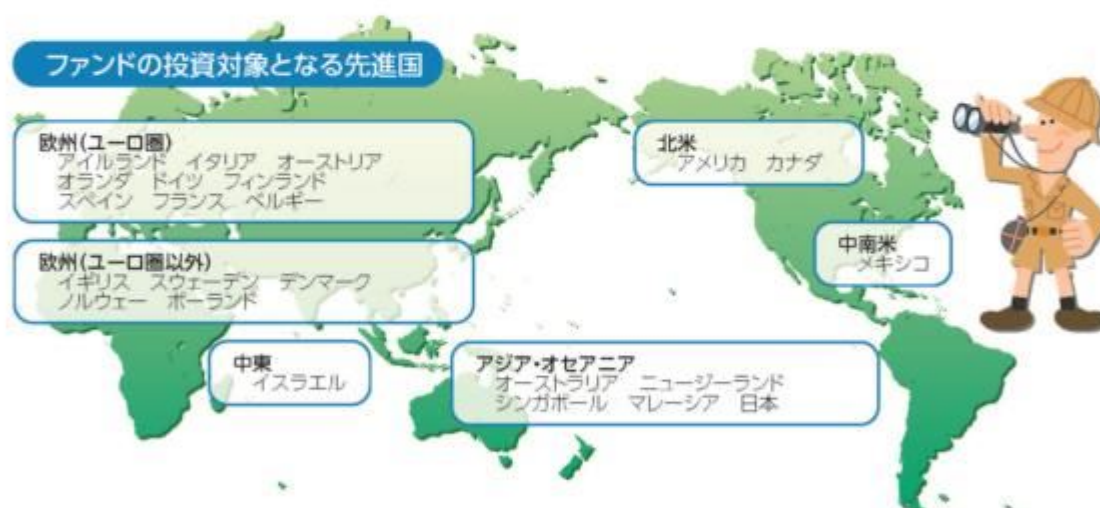 ファンドの投資対象となる先進国
欧州(ユーロ圏)
アイルランド イタリア オーストリア
オランダ ドイツ フィンランド
スペイン フランス ベルギー
欧州(ユーロ圏以外)
イギリス スウェーデン デンマーク
ノルウェー ポーランド
中東
イスラエル
アジア・オセアニア
オーストラリア ニュージーランド
シンガポール マレーシア 日本
北米
アメリカ カナダ
中南米
メキシコ